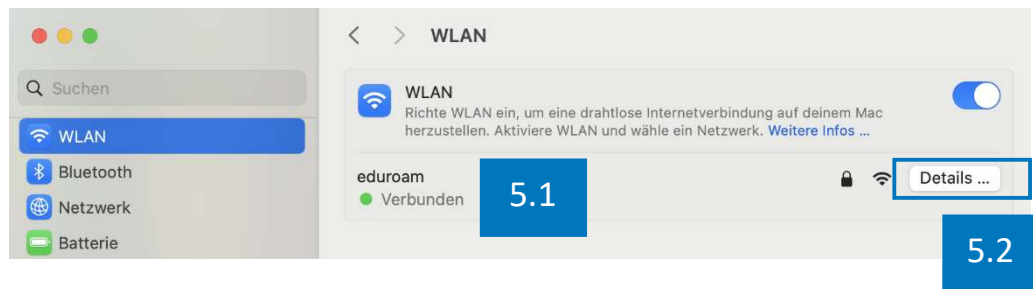 WLAN
Suchen
WLAN
Richte WLAN ein, um eine drahtlose Internetverbindung auf deinem Mac
herzustellen. Aktiviere WLAN und wähle ein Netzwerk. Weitere Infos ...
WLAN
Bluetooth
Netzwerk
Batterie
eduroam
Verbunden
5.1
Details ...
5.2